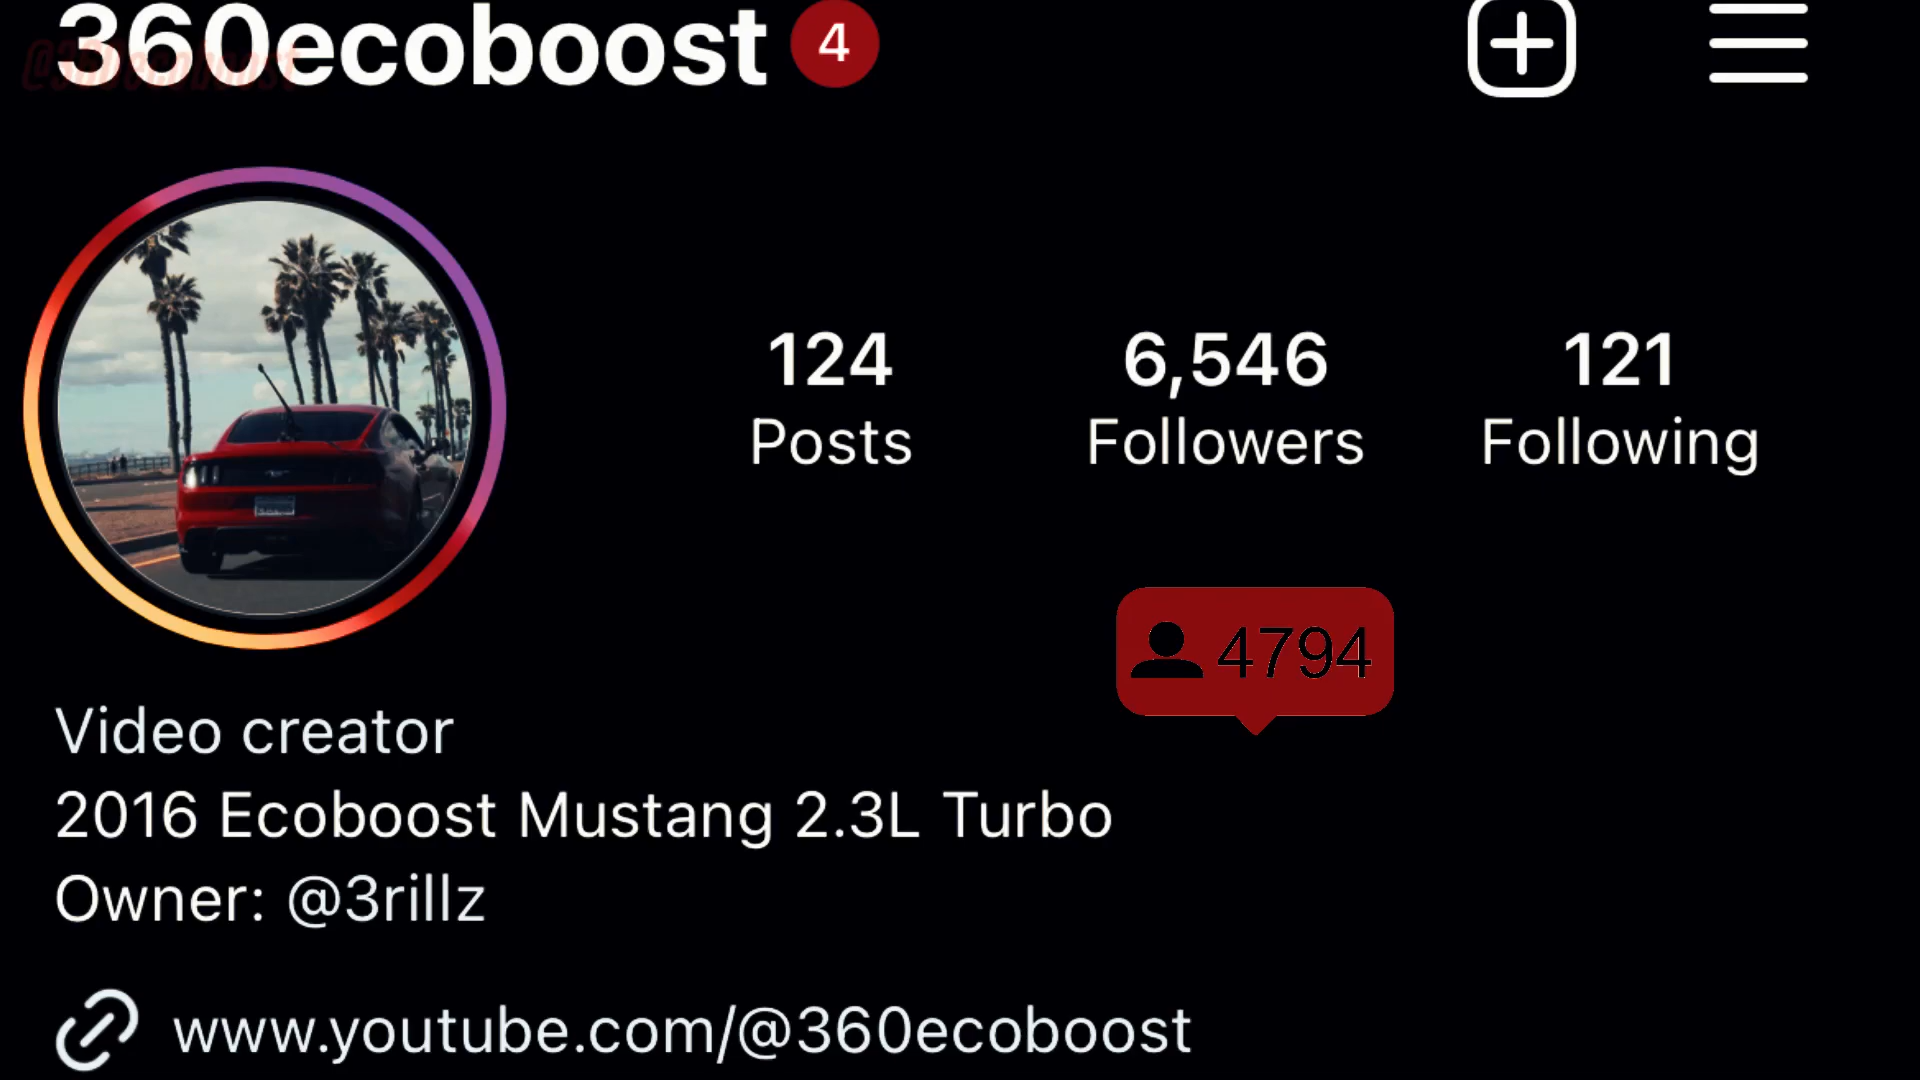 360ecoboost 4
@360ecoboost
124 6,546 121
Posts Followers Following
4794
Video creator
2016 Ecoboost Mustang 2.3L Turbo
Owner: @3rillz
www.youtube.com/@360ecoboost